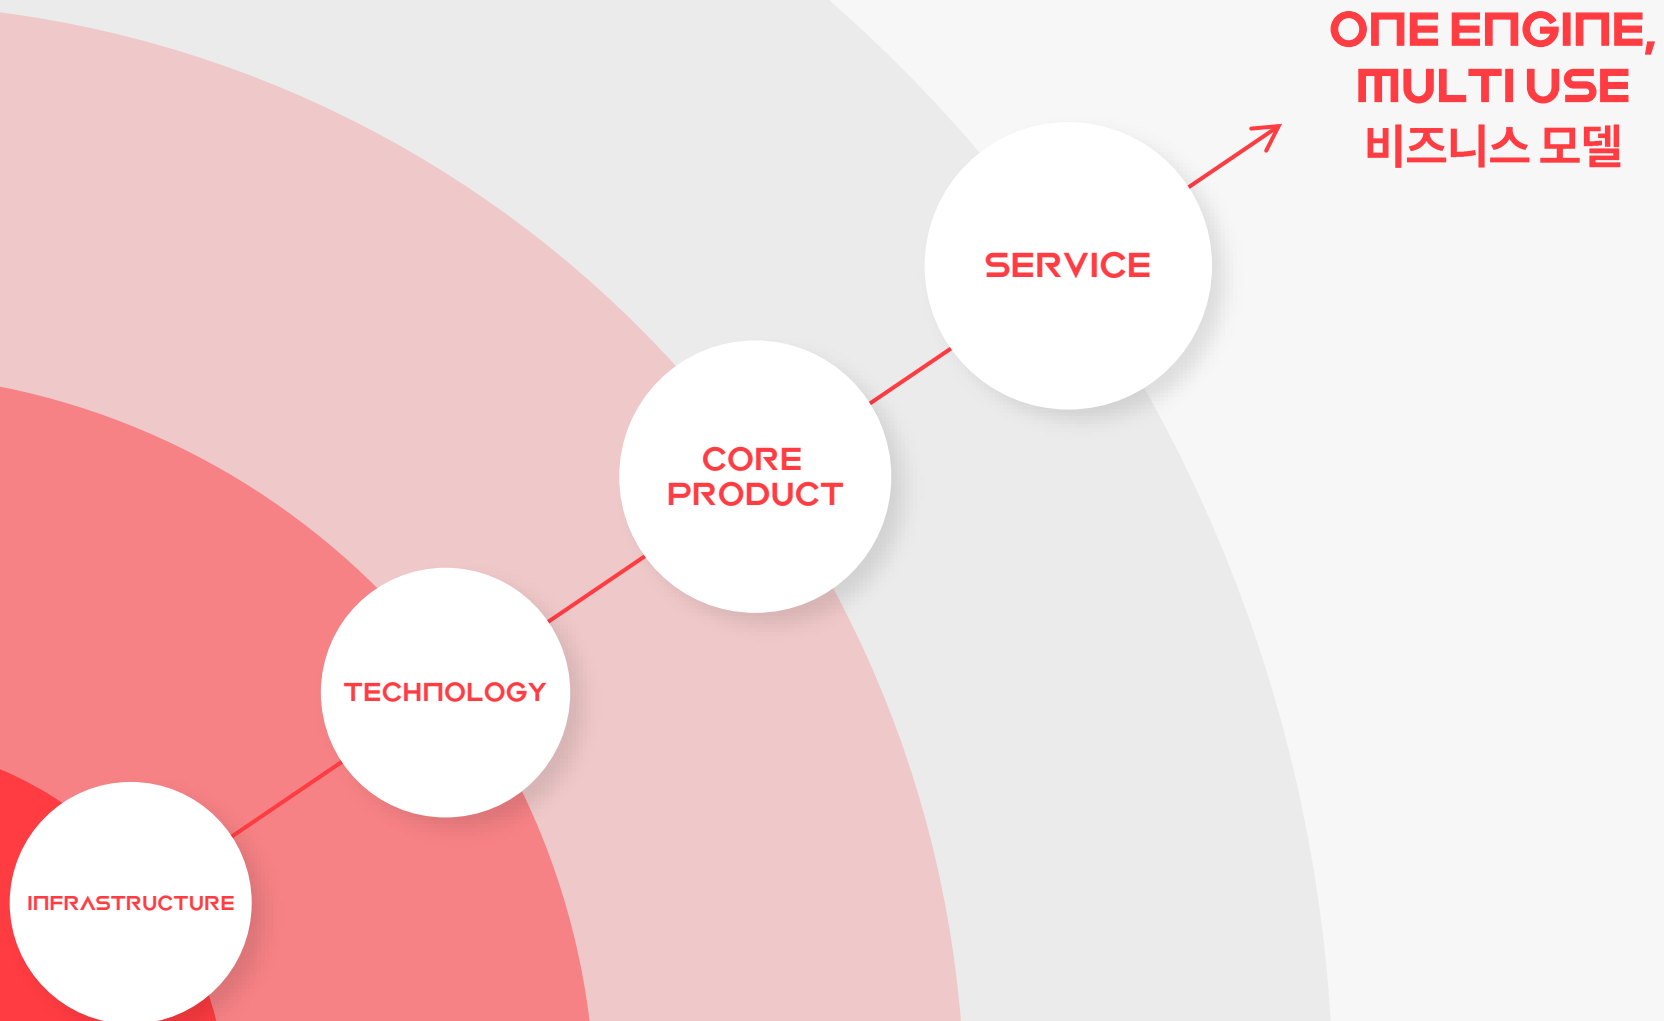 ONE ENGINE,
MULTI USE
비즈니스 모델
SERVICE
CORE
PRODUCT
TECHNOLOGY
INFRASTRUCTURE